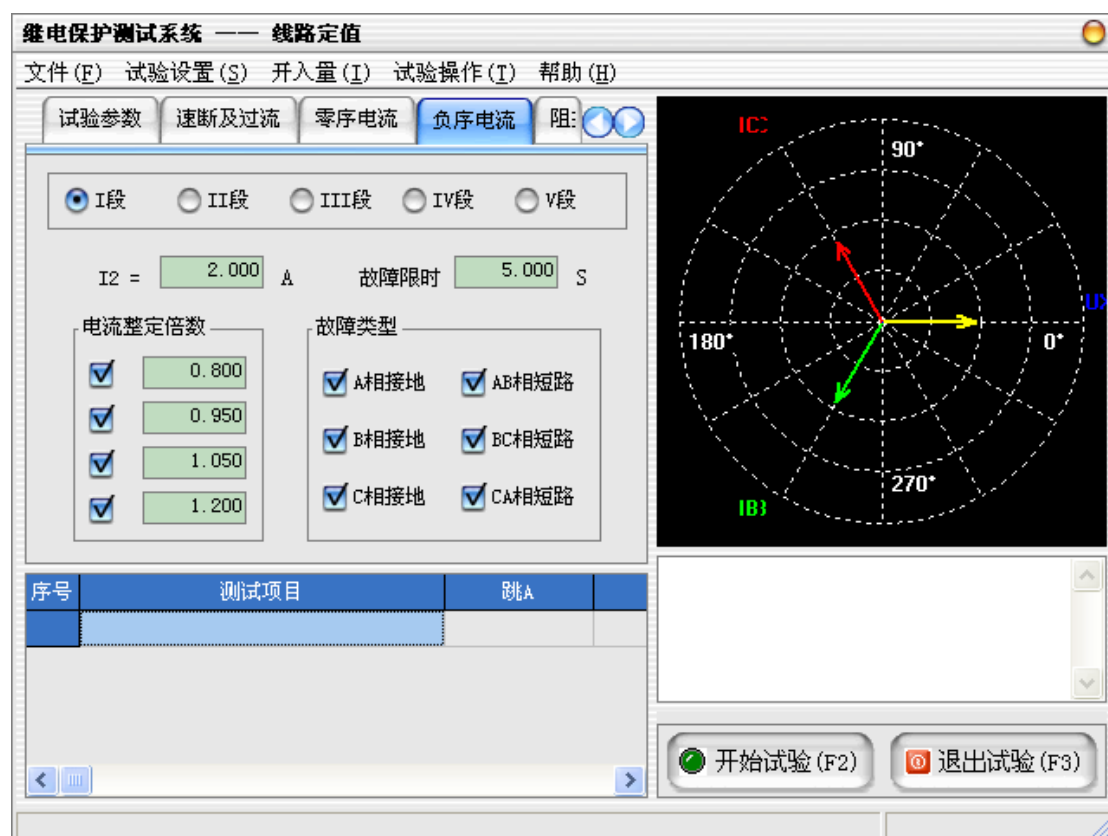 继电保护测试系统 —— 线路定值
文件(F) 试验设置(S) 开入量(I) 试验操作(T) 帮助(H)
试验参数 速断及过流 零序电流 负序电流
I段 II段 III段 IV段 V段
I2 = 2.000 A 故障限时 5.000 S
电流整定倍数
0.800
0.950
1.050
1.200
故障类型
A相接地 AB相短路
B相接地 BC相短路
C相接地 CA相短路
序号 测试项目 跳A
90°
180° 0°
270°
开始试验(F2) 退出试验(F3)